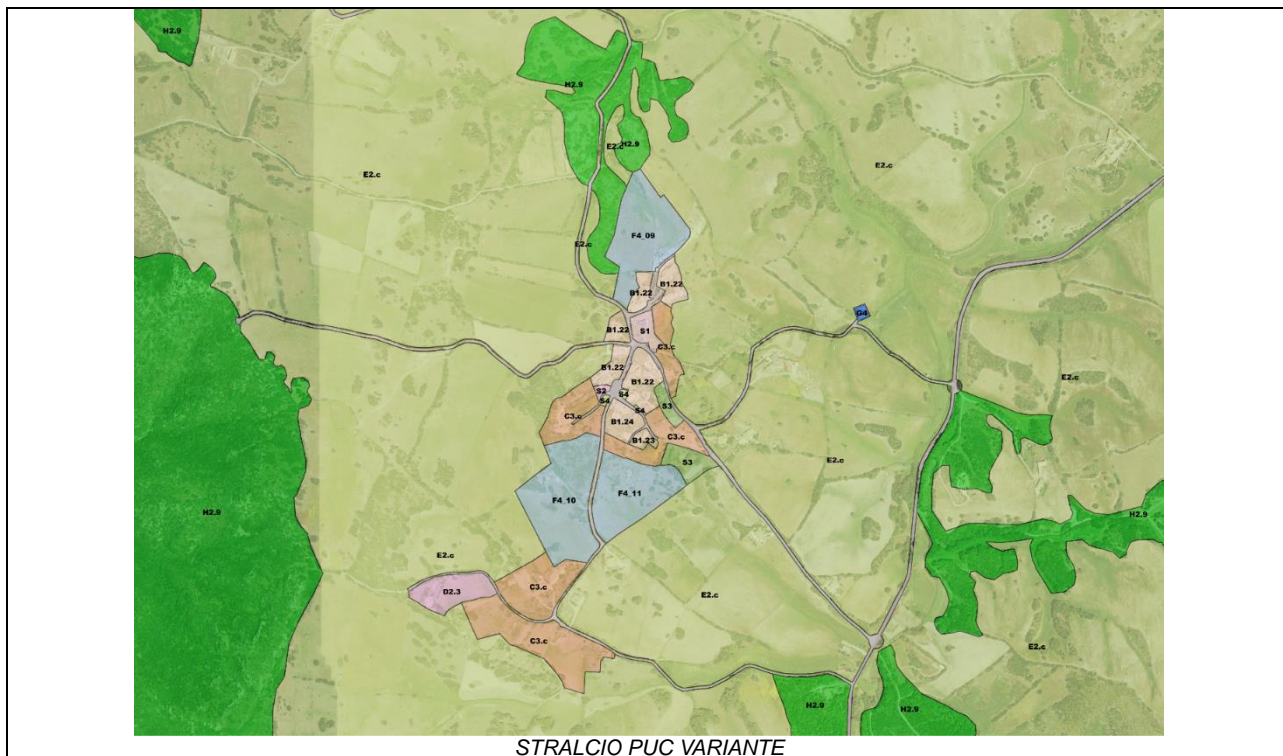 H2.9
H2.9
H2.9
E2.c
E2.c
E2.c
F4_09
E2.c
B1.22
B1.22
G4
B1.22
S1
C3.c
B1.22
E2.c
B1.22
S2
S4
S4
S3
S4
C3.c
B1.24
C3.c
B1.23
E2.c
S3
F4_10
F4_11
H2.9
H2.9
E2.c
D2.3
C3.c
E2.c
C3.c
E2.c
H2.9
H2.9
STRALCIO PUC VARIANTE